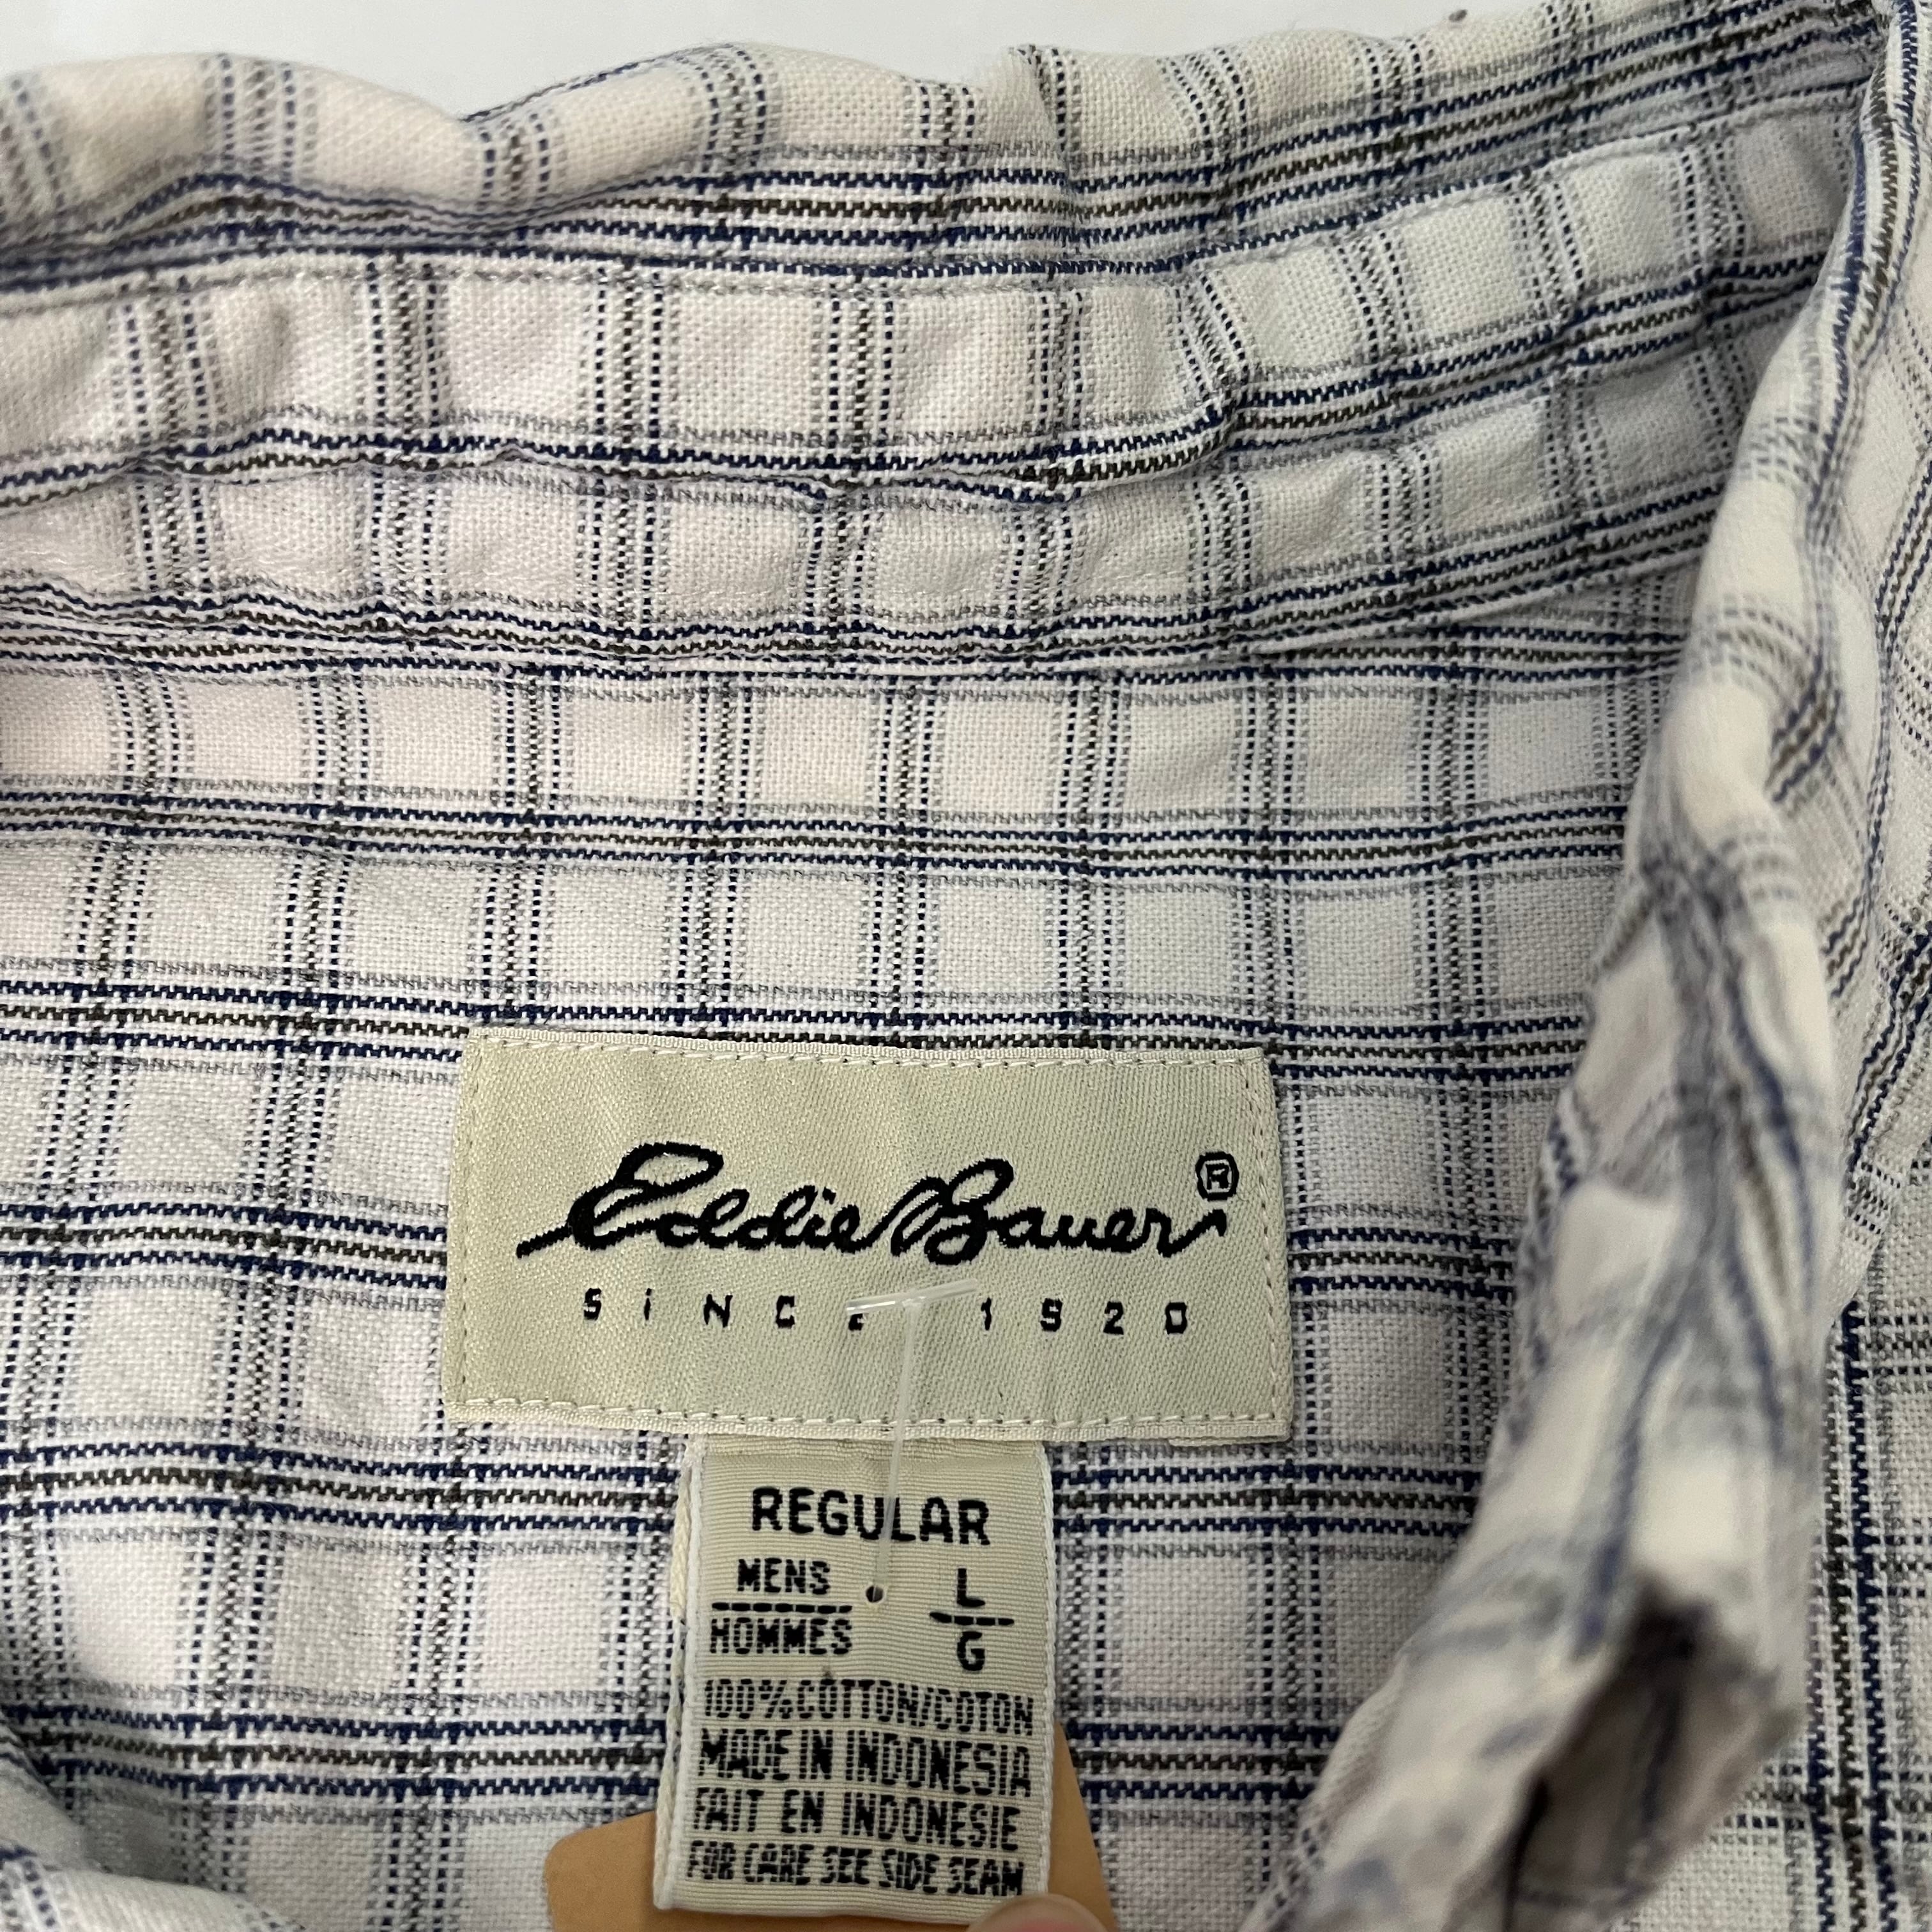 Eddie Bauer ®
SINCE 1920
REGULAR
MENS L
HOMMES G
100% COTTON/COTON
MADE IN INDONESIA
FAIT EN INDONESIE
FOR CARE SEE SIDE SEAM